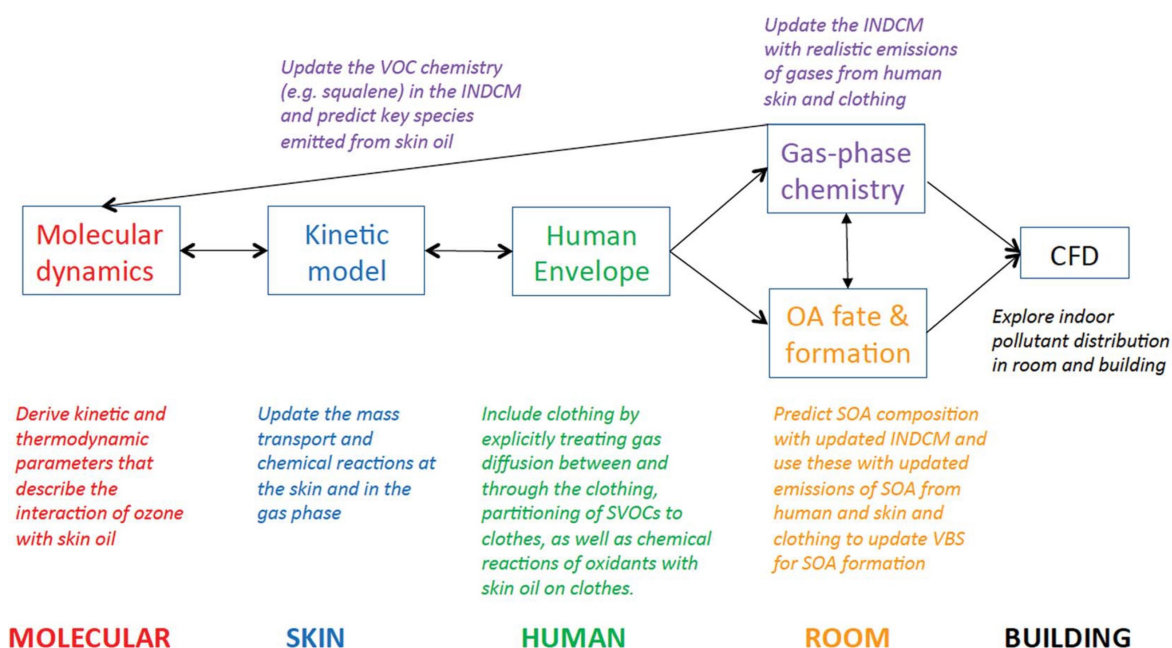 Update the VOC chemistry
(e.g. squalene) in the INDCM
and predict key species
emitted from skin oil
Update the INDCM
with realistic emissions
of gases from human
skin and clothing
Molecular
dynamics
Kinetic
model
Human
Envelope
Gas-phase
chemistry
OA fate &
formation
CFD
Explore indoor
pollutant distribution
in room and building
Derive kinetic and
thermodynamic
parameters that
describe the
interaction of ozone
with skin oil
Update the mass
transport and
chemical reactions at
the skin and in the
gas phase
Include clothing by
explicitly treating gas
diffusion between and
through the clothing,
partitioning of SVOCs to
clothes, as well as chemical
reactions of oxidants with
skin oil on clothes.
Predict SOA composition
with updated INDCM and
use these with updated
emissions of SOA from
human and skin and
clothing to update VBS
for SOA formation
MOLECULAR
SKIN
HUMAN
ROOM
BUILDING